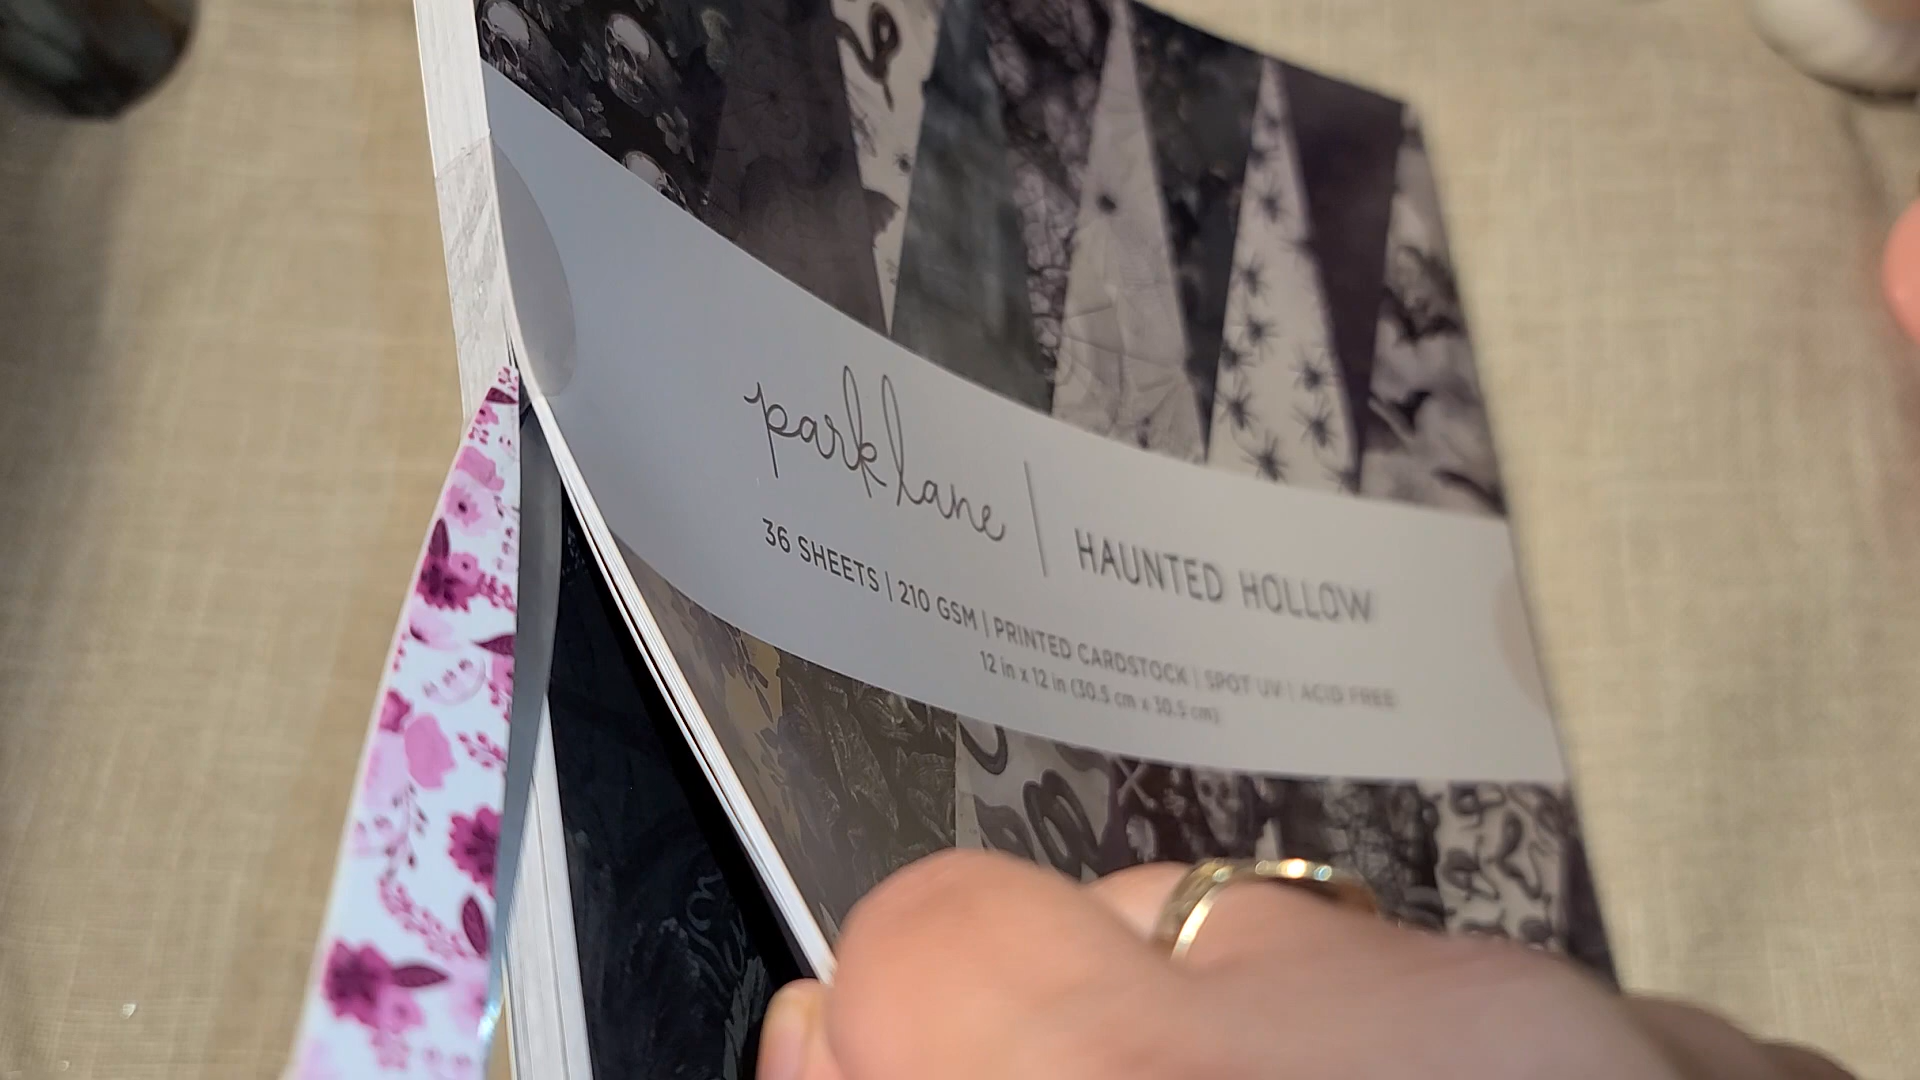 park lane | HAUNTED HOLLOW
36 SHEETS | 210 GSM | PRINTED CARDSTOCK | SPOT UV | ACID FREE
12 in x 12 in (30.5 cm x 30.5 cm)